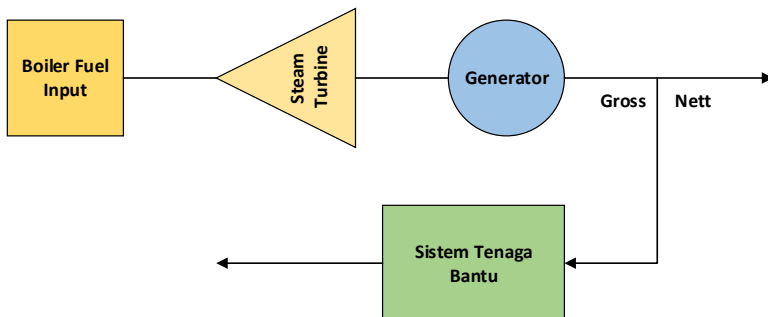 Boiler Fuel
Input
Steam
Turbine
Generator
Gross
Nett
Sistem Tenaga
Bantu